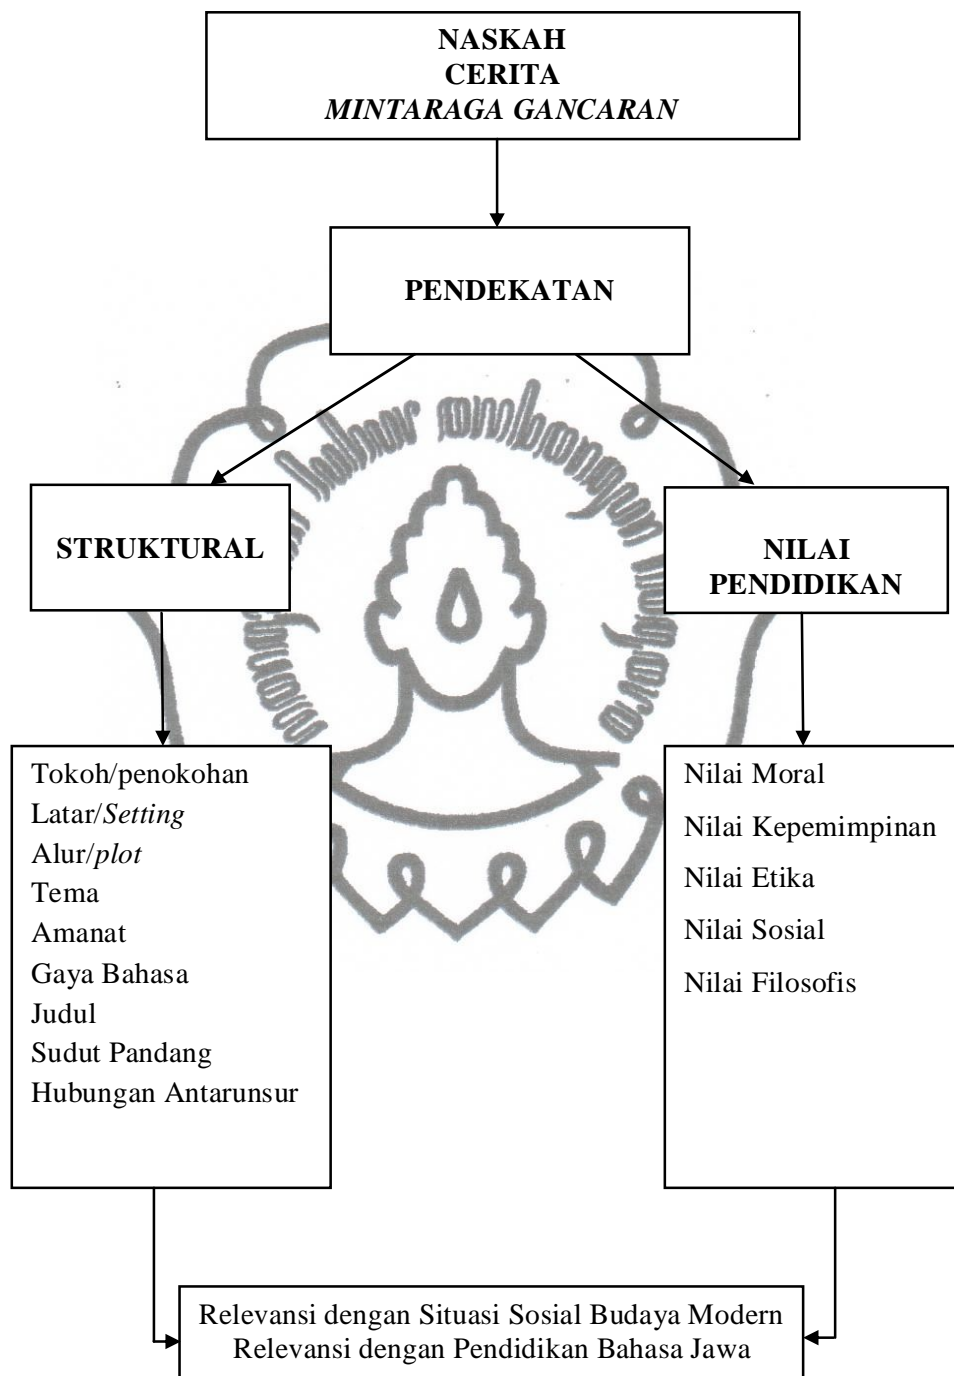 NASKAH
CERITA
MINTARAGA GANCARAN
PENDEKATAN
STRUKTURAL
NILAI
PENDIDIKAN
Tokoh/penokohan
Latar/Setting
Alur/plot
Tema
Amanat
Gaya Bahasa
Judul
Sudut Pandang
Hubungan Antarunsur
Nilai Moral
Nilai Kepemimpinan
Nilai Etika
Nilai Sosial
Nilai Filosofis
Relevansi dengan Situasi Sosial Budaya Modern
Relevansi dengan Pendidikan Bahasa Jawa